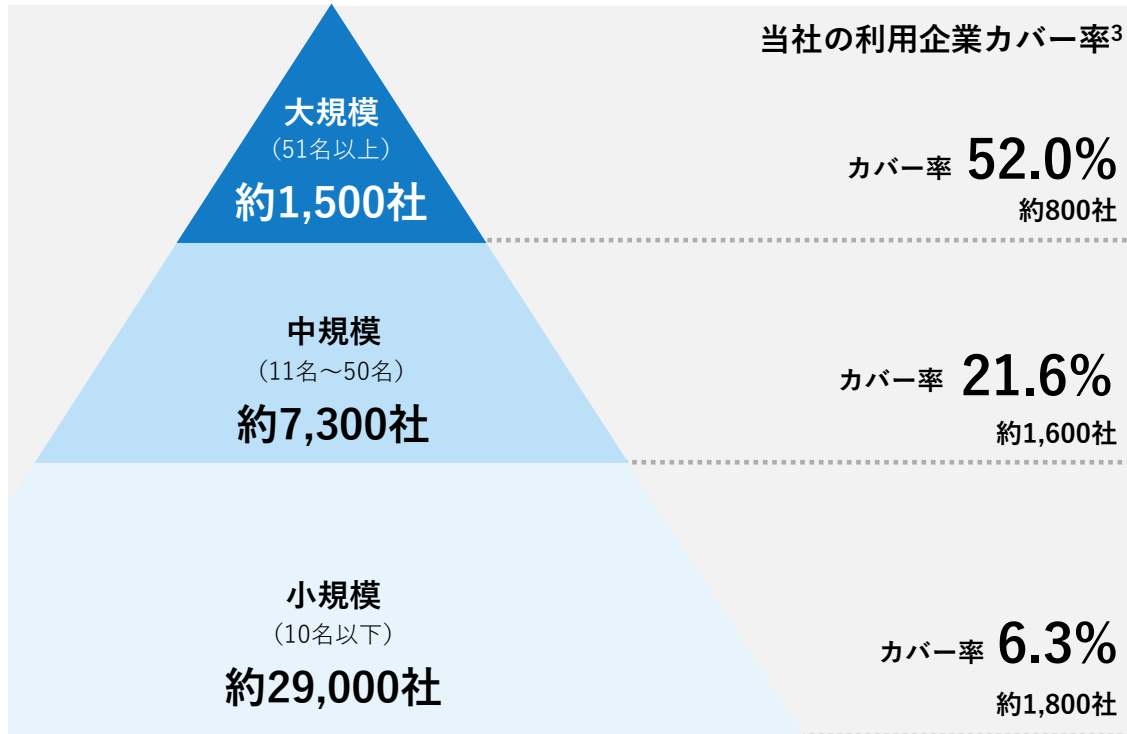 当社の利用企業カバー率3
大規模
（51名以上）
約1,500社
カバー率 52.0%
約800社
中規模
（11名～50名）
約7,300社
カバー率 21.6%
約1,600社
小規模
（10名以下）
約29,000社
カバー率 6.3%
約1,800社